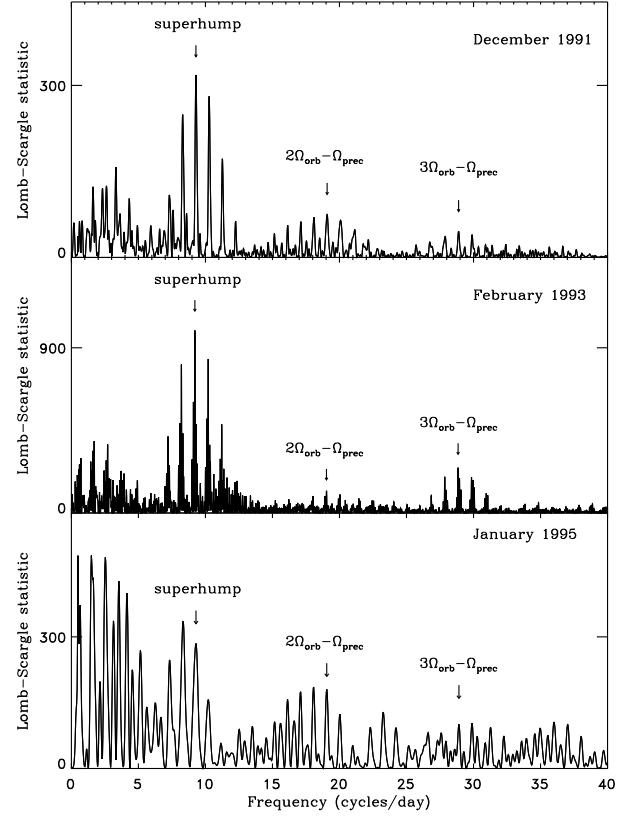 superhump
December 1991
300
2Ωorb−Ωprec
3Ωorb−Ωprec
0
Lomb−Scargle statistic
superhump
February 1993
900
2Ωorb−Ωprec
3Ωorb−Ωprec
0
Lomb−Scargle statistic
January 1995
superhump
300
2Ωorb−Ωprec
3Ωorb−Ωprec
0
Lomb−Scargle statistic
0 5 10 15 20 25 30 35 40
Frequency (cycles/day)